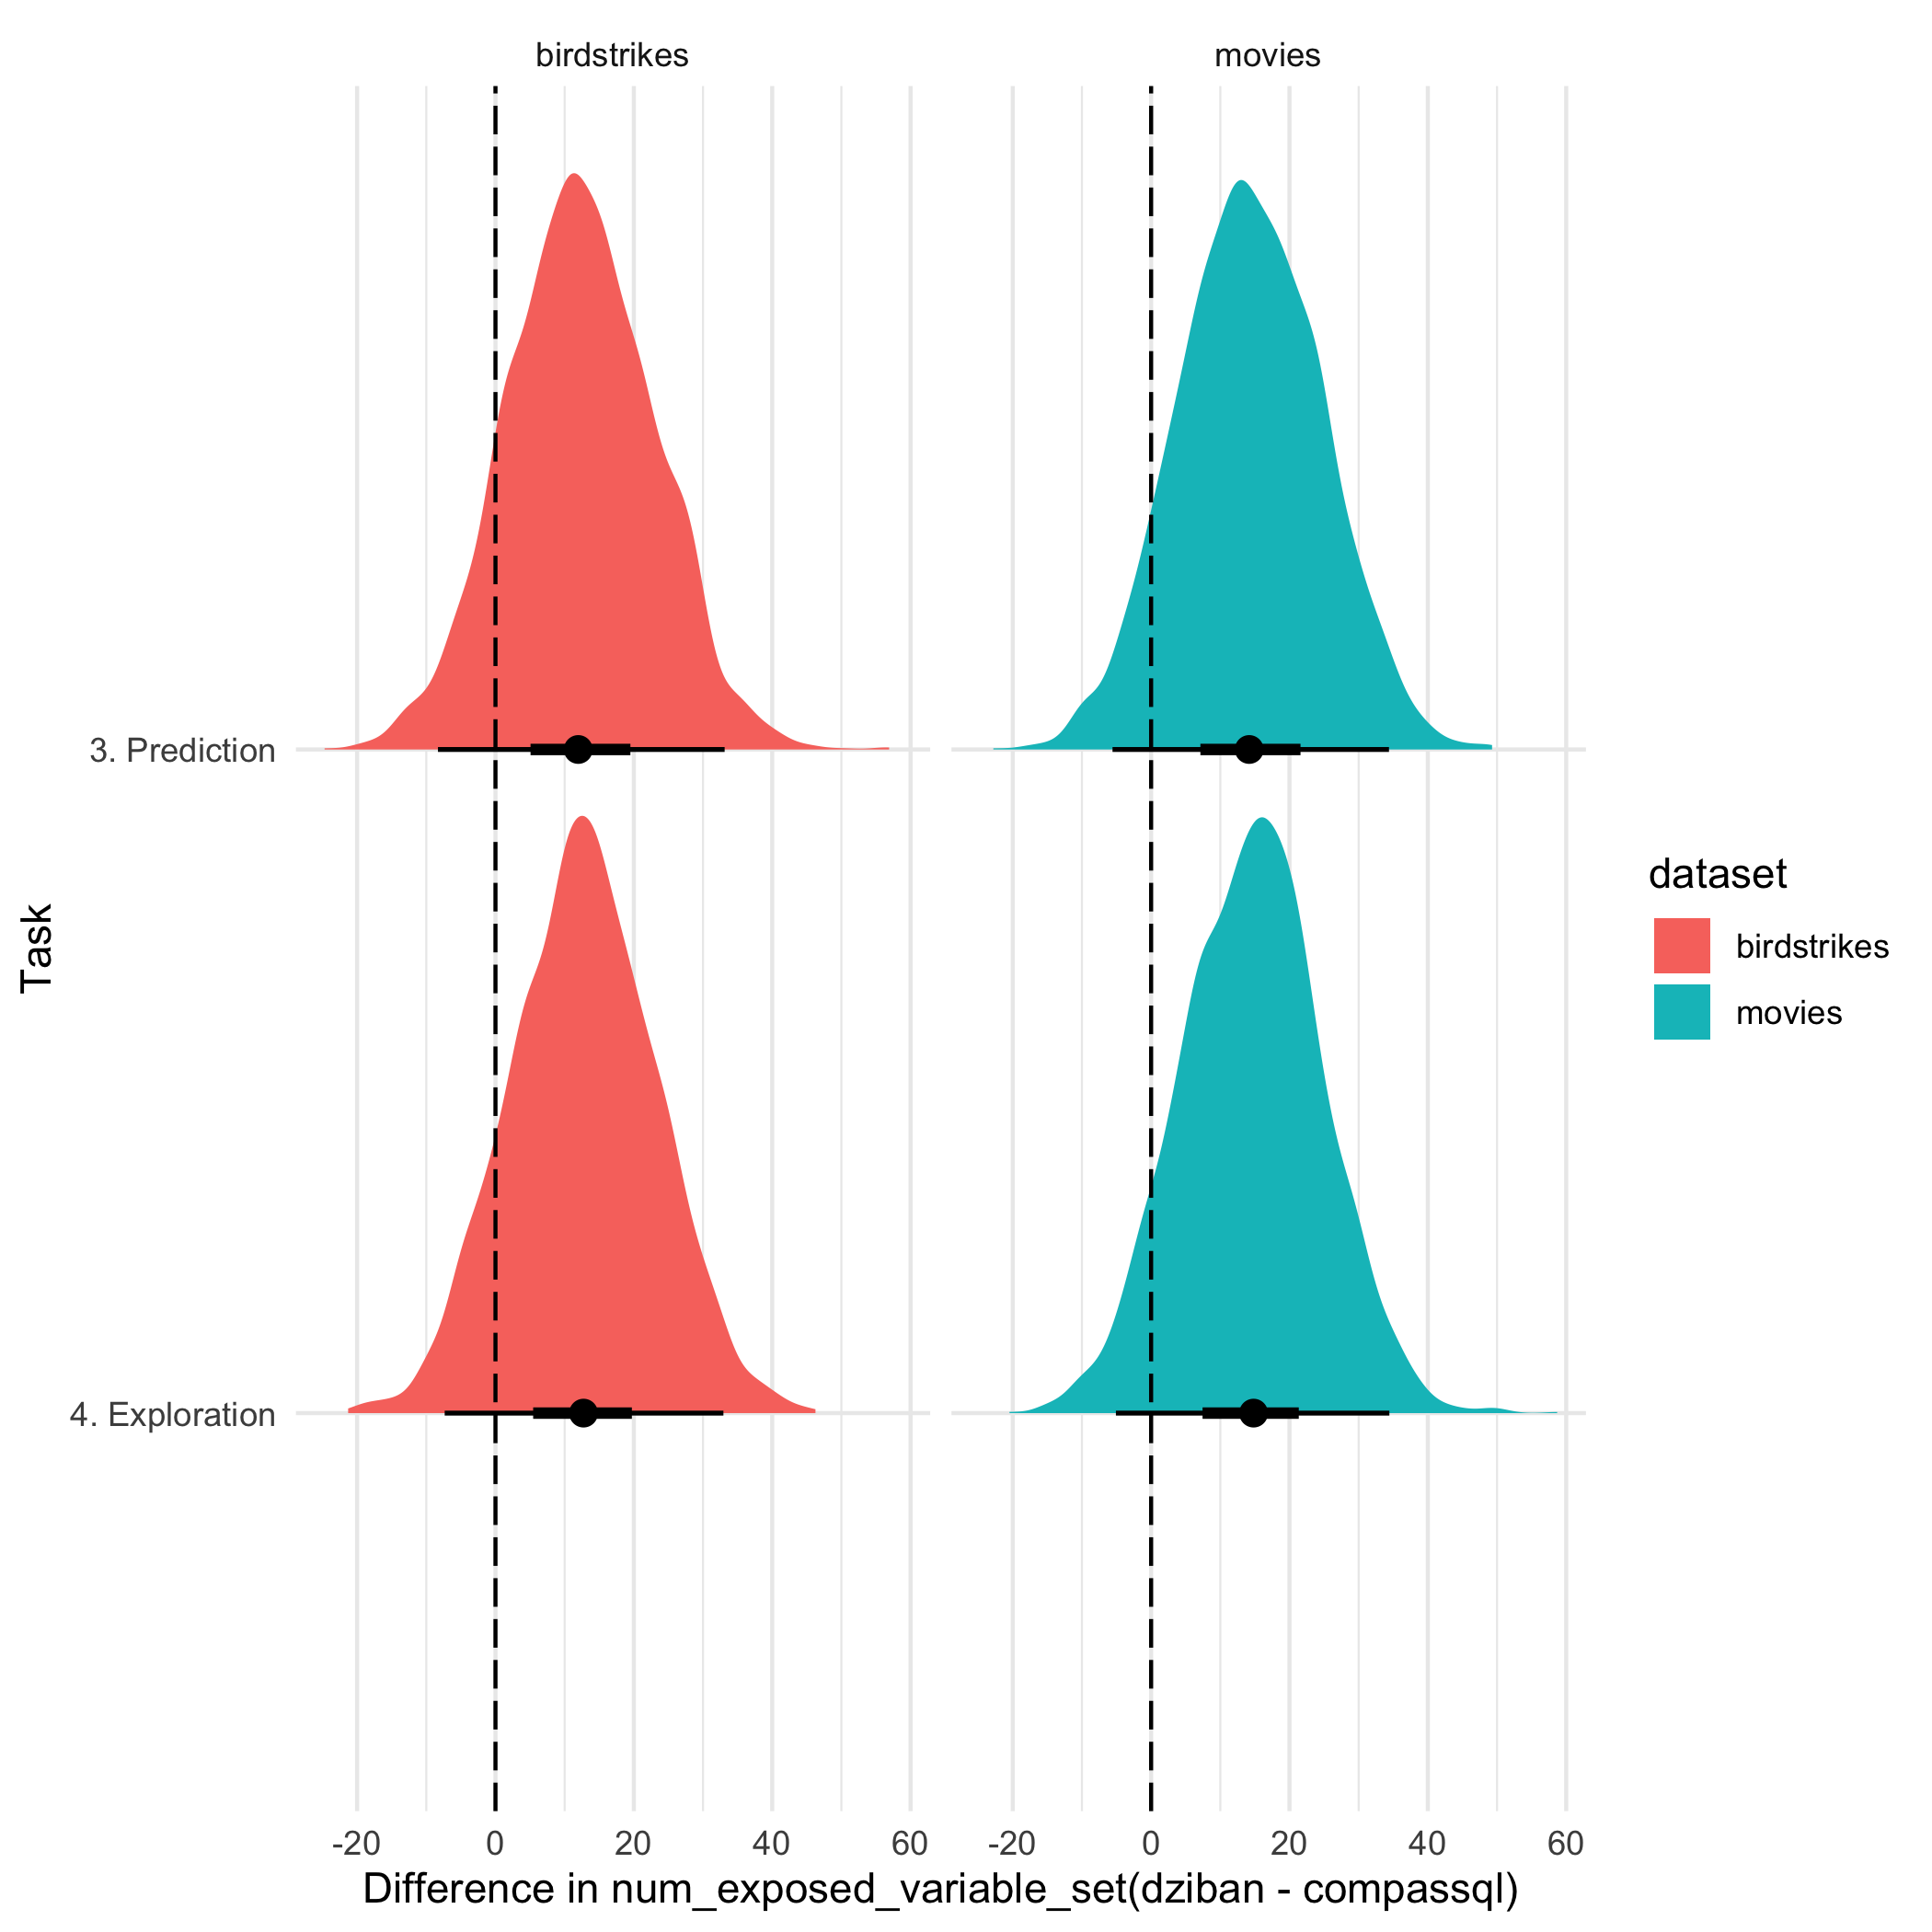 birdstrikes
movies
3. Prediction
4. Exploration
Task
-20 0 20 40 60
-20 0 20 40 60
Difference in num_exposed_variable_set(dziban - compassql)
dataset
birdstrikes
movies